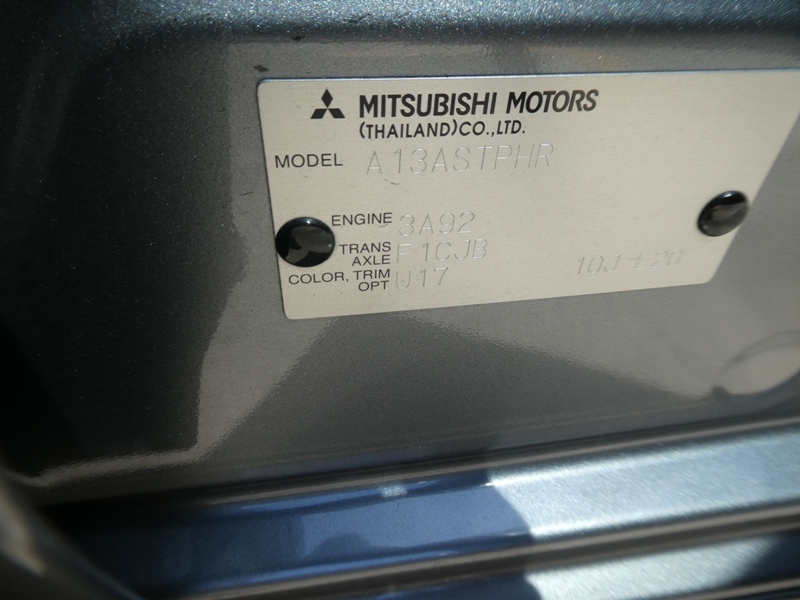 MITSUBISHI MOTORS
(THAILAND)CO.,LTD.
MODEL A13ASTPHR
ENGINE 3A92
TRANS
AXLE F1CJB
COLOR, TRIM
OPT U17